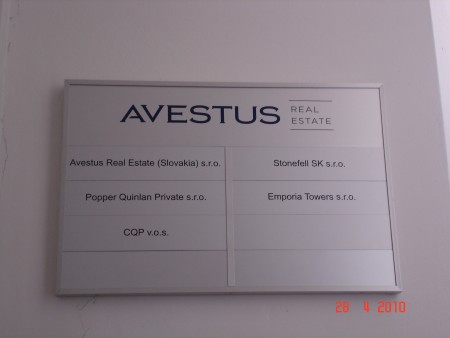 AVESTUS REAL
ESTATE
Avestus Real Estate (Slovakia) s.r.o.
Stonefell SK s.r.o.
Popper Quinlan Private s.r.o.
Emporia Towers s.r.o.
CQP v.o.s.
28 4 2010